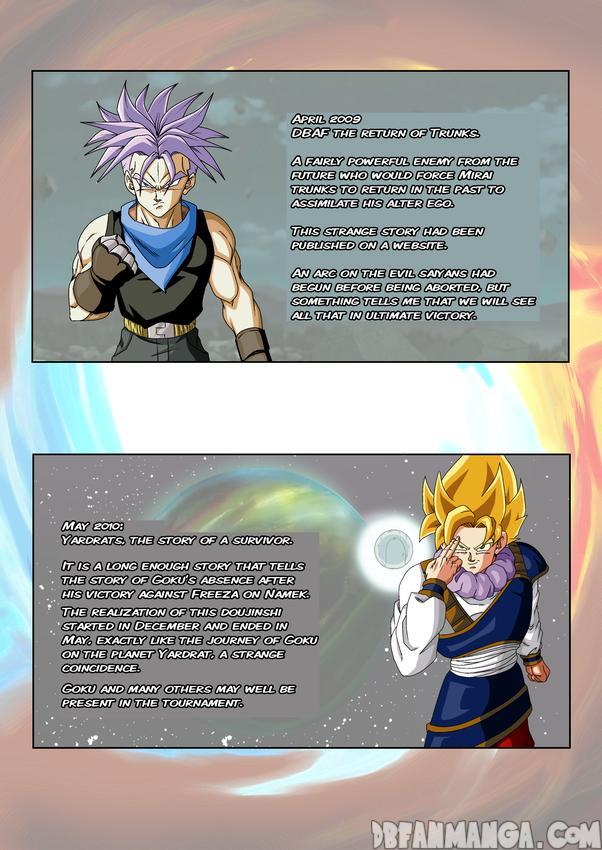 April 2009
DBAF the return of Trunks.
A fairly powerful enemy from the
future who would force Mirai
trunks to return in the past to
assimilate his alter ego.
This strange story had been
published on a website.
An arc on the evil saiyans had
begun before being aborted, but
something tells me that we will see
all that in ultimate victory.
May 2010:
Yardrats, the story of a survivor.
It is a long enough story that tells
the story of Goku's absence after
his victory against Freeza on Namek.
The realization of this doujinshi
started in December and ended in
May, exactly like the journey of Goku
on the planet Yardrat, a strange
coincidence.
Goku and many others may well be
present in the tournament.
DBFANMANGA.COM